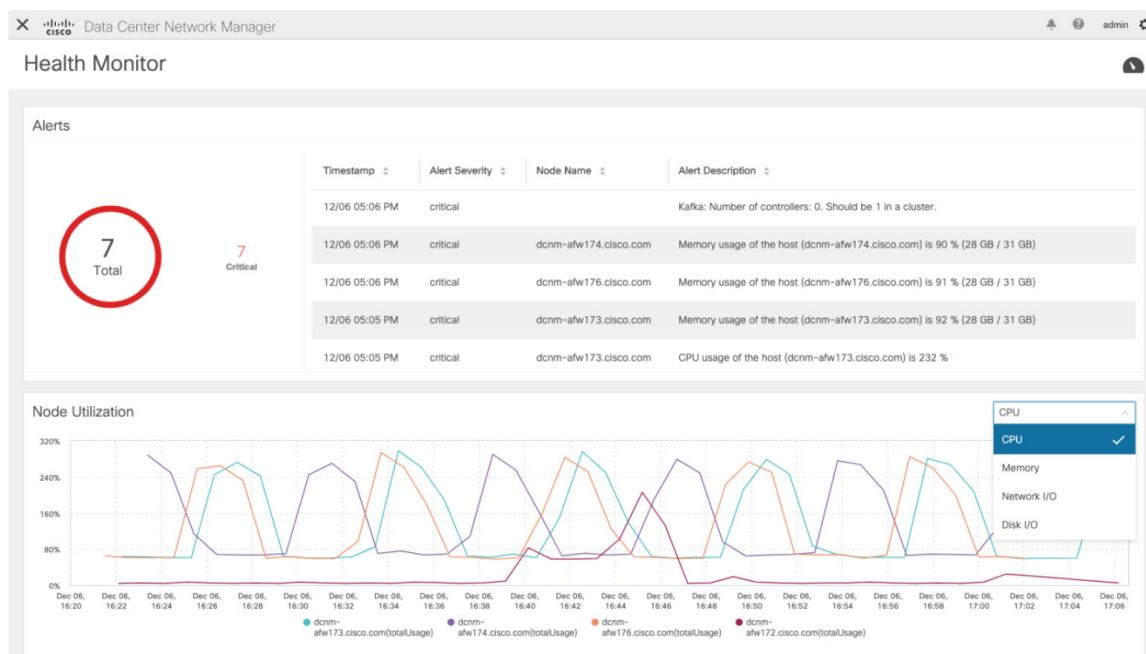 CISCO Data Center Network Manager admin
Health Monitor
Alerts
Timestamp Alert Severity Node Name Alert Description
12/06 05:06 PM critical Kafka: Number of controllers: 0. Should be 1 in a cluster.
12/06 05:06 PM critical dcnm-afw174.cisco.com Memory usage of the host (dcnm-afw174.cisco.com) is 90 % (28 GB / 31 GB)
12/06 05:06 PM critical dcnm-afw176.cisco.com Memory usage of the host (dcnm-afw176.cisco.com) is 91 % (28 GB / 31 GB)
12/06 05:05 PM critical dcnm-afw173.cisco.com Memory usage of the host (dcnm-afw173.cisco.com) is 92 % (28 GB / 31 GB)
12/06 05:05 PM critical dcnm-afw173.cisco.com CPU usage of the host (dcnm-afw173.cisco.com) is 232 %
7
Total
7
Critical
Node Utilization
CPU
CPU
Memory
Network I/O
Disk I/O
320%
240%
160%
80%
0%
Dec 06, Dec 06, Dec 06, Dec 06, Dec 06, Dec 06, Dec 06, Dec 06, Dec 06, Dec 06, Dec 06, Dec 06, Dec 06, Dec 06, Dec 06, Dec 06, Dec 06, Dec 06, Dec 06, Dec 06, Dec 06, Dec 06, Dec 06, Dec 06,
16:20 16:22 16:24 16:26 16:28 16:30 16:32 16:34 16:36 16:38 16:40 16:42 16:44 16:46 16:48 16:50 16:52 16:54 16:56 16:58 17:00 17:02 17:04 17:06
dcnm-
afw173.cisco.com(totalUsage)
dcnm-
afw174.cisco.com(totalUsage)
dcnm-
afw176.cisco.com(totalUsage)
dcnm-
afw172.cisco.com(totalUsage)